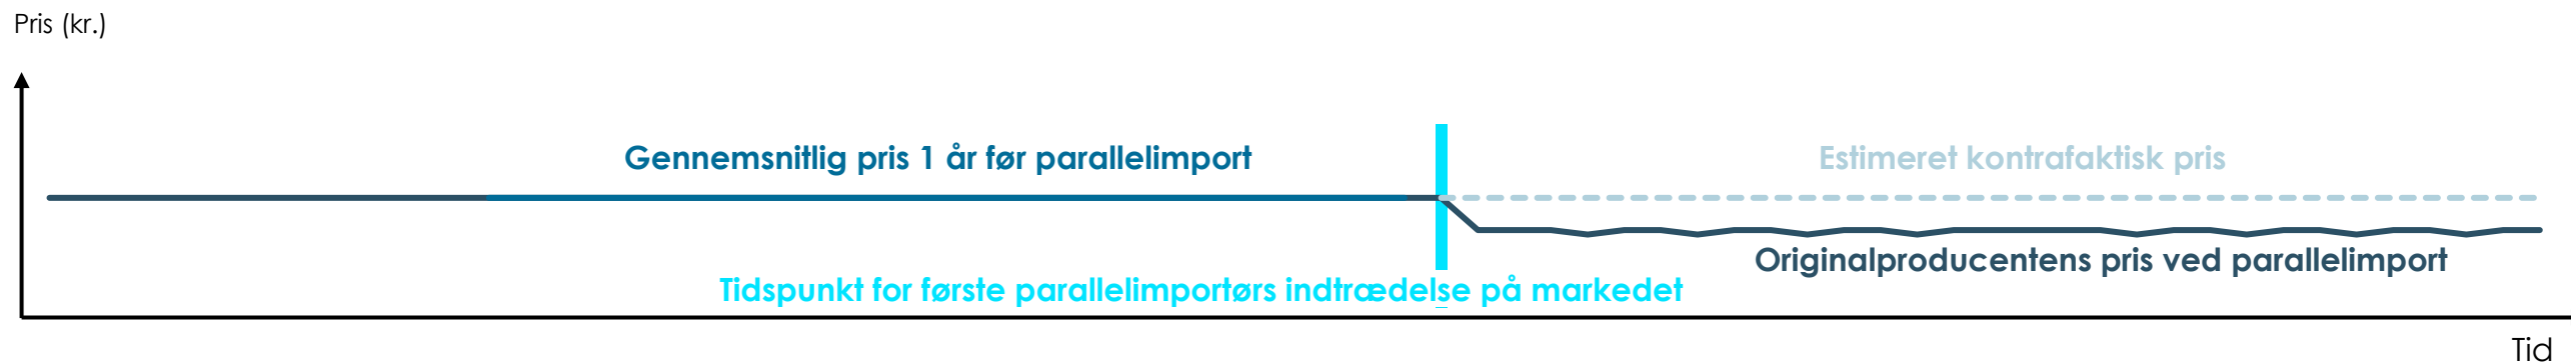 Pris (kr.)
Gennemsnitlig pris 1 år før parallelimport
Estimeret kontrafaktisk pris
Originalproducentens pris ved parallelimport
Tidspunkt for første parallelimportørs indtrædelse på markedet
Tid